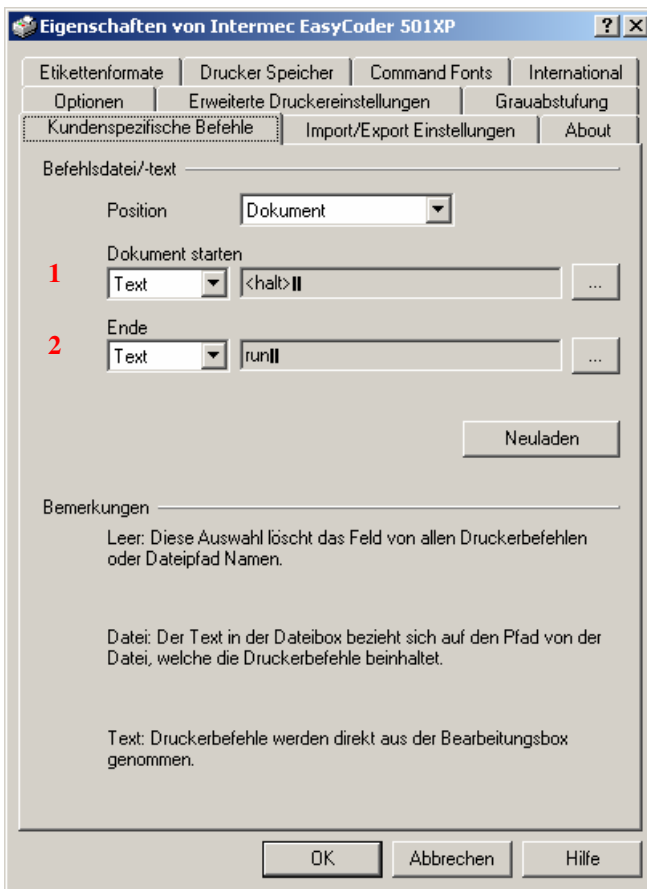 Eigenschaften von Intermec EasyCoder 501XP
Etikettenformate Drucker Speicher Command Fonts International
Optionen Erweiterte Druckereinstellungen Grauabstufung
Kundenspezifische Befehle Import/Export Einstellungen About
Befehlsdatei/-text
Position Dokument
Dokument starten
1 Text <halt>|| ...
Ende
2 Text run|| ...
Neuladen
Bemerkungen
Leer: Diese Auswahl löscht das Feld von allen Druckerbefehlen
oder Dateipfad Namen.
Datei: Der Text in der Dateibox bezieht sich auf den Pfad von der
Datei, welche die Druckerbefehle beinhaltet.
Text: Druckerbefehle werden direkt aus der Bearbeitungsbox
genommen.
OK Abbrechen Hilfe